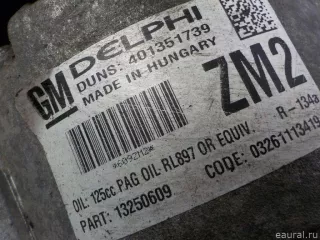 GM DELPHI
DUNS: 401351739
MADE IN HUNGARY
ZM2
R-134a
OIL: 125cc PAG OIL RL897 OR EQUIV.
PART: 13250609
CODE: 03261113419
eaural.ru